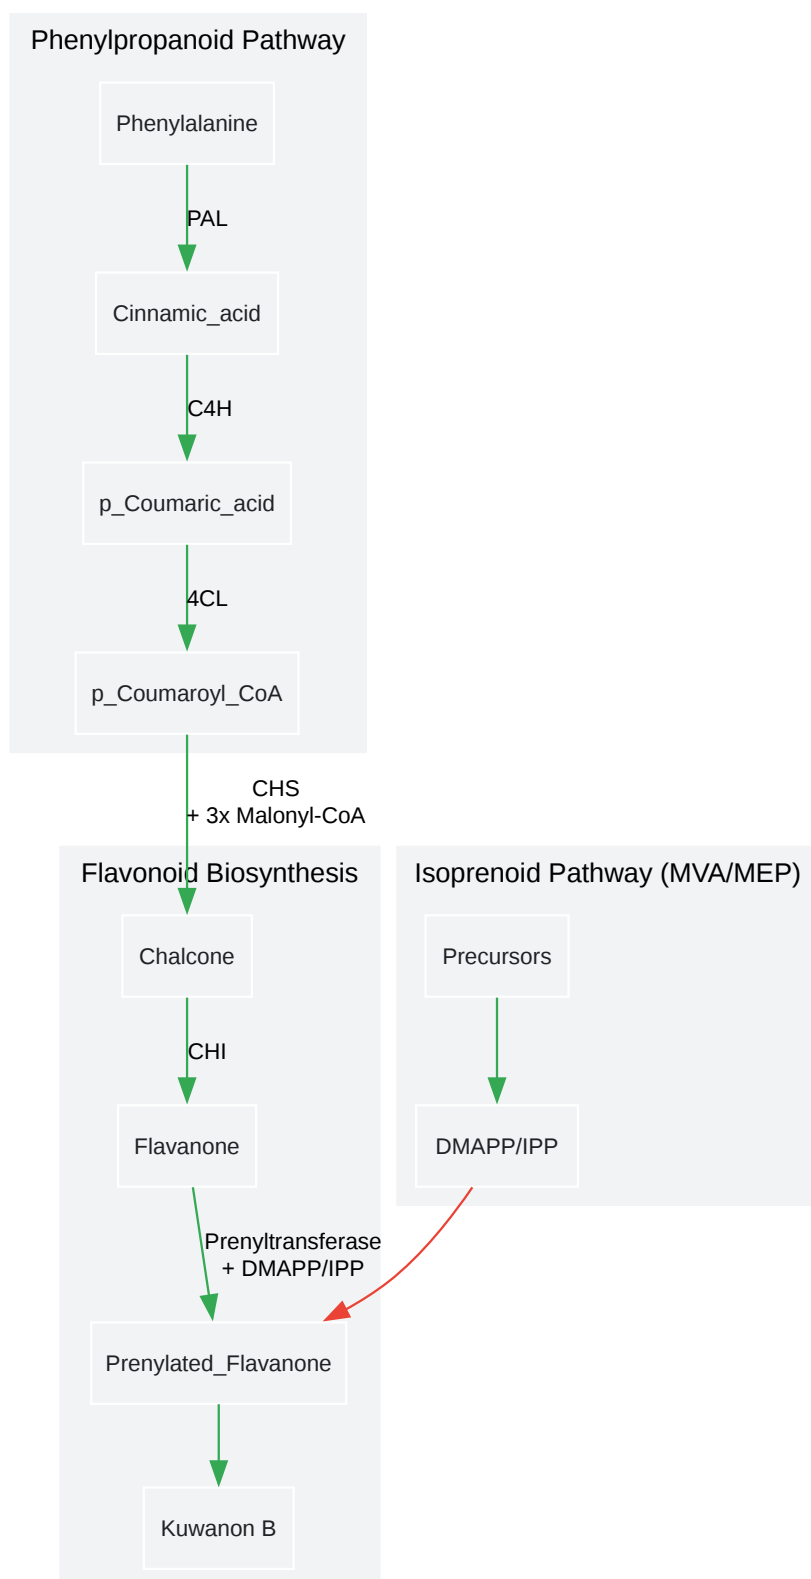 Phenylpropanoid Pathway
Phenylalanine
PAL
Cinnamic_acid
C4H
p_Coumaric_acid
4CL
p_Coumaroyl_CoA
CHS
+ 3x Malonyl-CoA
Flavonoid Biosynthesis
Chalcone
CHI
Flavanone
Prenyltransferase
+ DMAPP/IPP
Prenylated_Flavanone
Kuwanon B
Isoprenoid Pathway (MVA/MEP)
Precursors
DMAPP/IPP